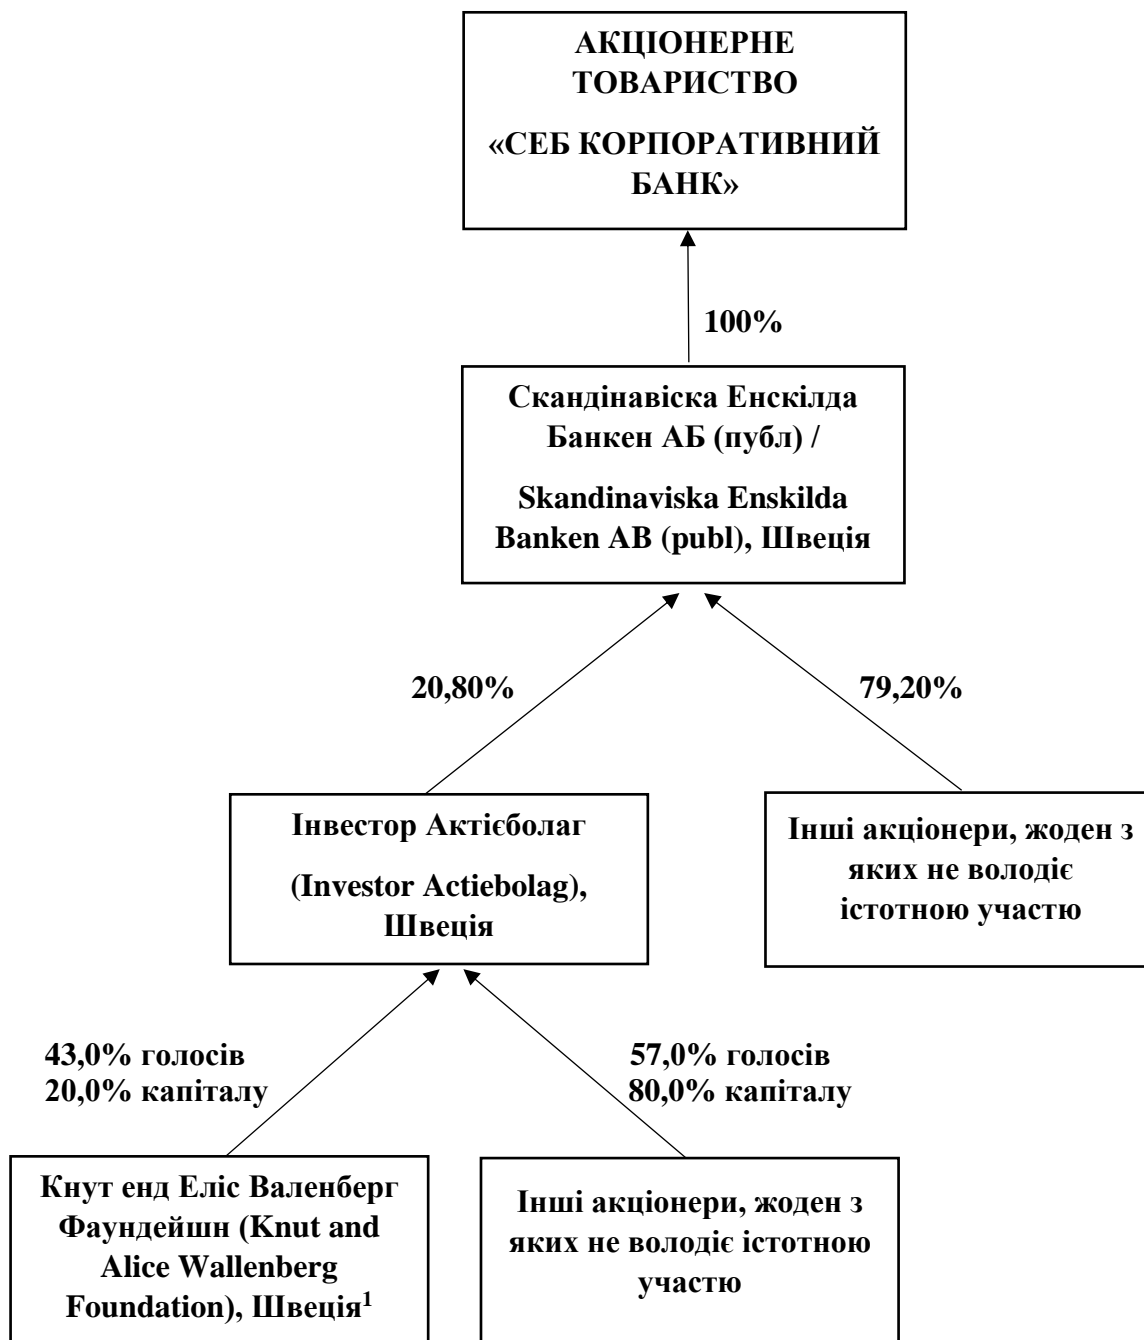 АКЦІОНЕРНЕ
ТОВАРИСТВО
«СЕБ КОРПОРАТИВНИЙ
БАНК»
100%
Скандінавіска Енскілда
Банкен АБ (публ) /
Skandinaviska Enskilda
Banken AB (publ), Швеція
20,80%
79,20%
Інвестор Актієболаг
(Investor Actiebolag),
Швеція
Інші акціонери, жоден з
яких не володіє
істотною участю
43,0% голосів
20,0% капіталу
57,0% голосів
80,0% капіталу
Кнут енд Еліс Валенберг
Фаундейшн (Knut and
Alice Wallenberg
Foundation), Швеція¹
Інші акціонери, жоден з
яких не володіє істотною
участю